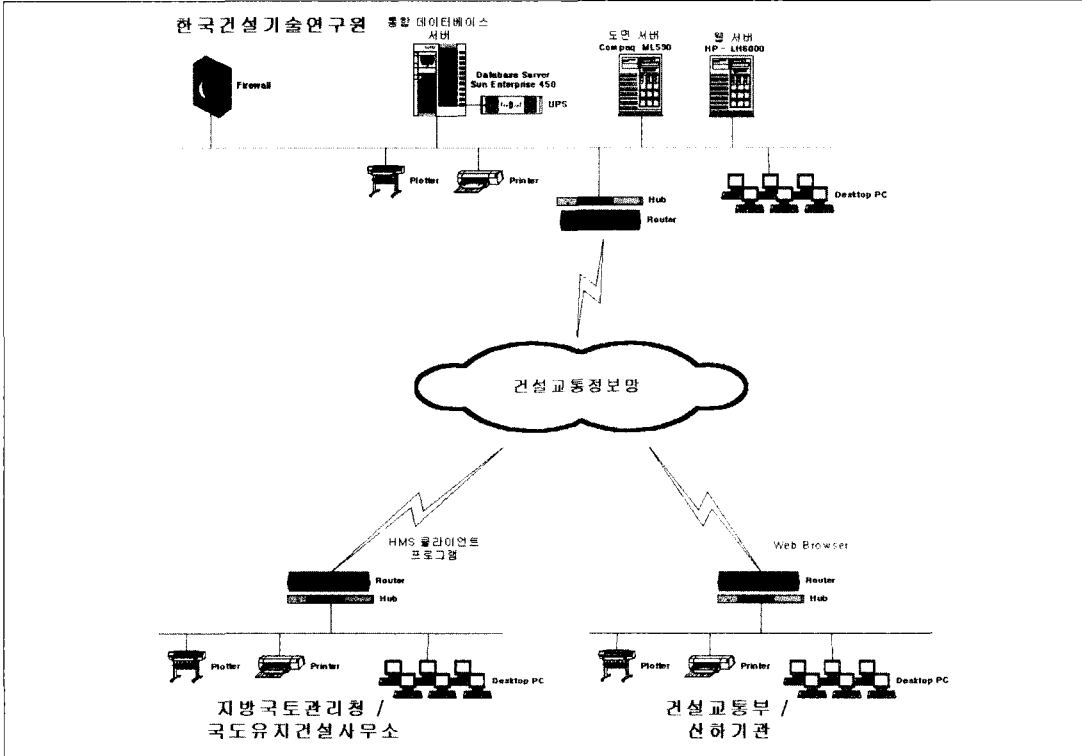 한국건설기술연구원
통합 데이터베이스
서버
도면 서버
Compaq ML590
웹 서버
HP - LH6000
Firewall
Database Server
Sun Enterprise 450
UPS
Plotter
Printer
Hub
Router
Desktop PC
건설교통정보망
HMS 클라이언트
프로그램
Web Browser
Router
Hub
Router
Hub
Plotter
Printer
Desktop PC
Plotter
Printer
Desktop PC
지방국토관리청 /
국도유지건설사무소
건설교통부 /
산하기관